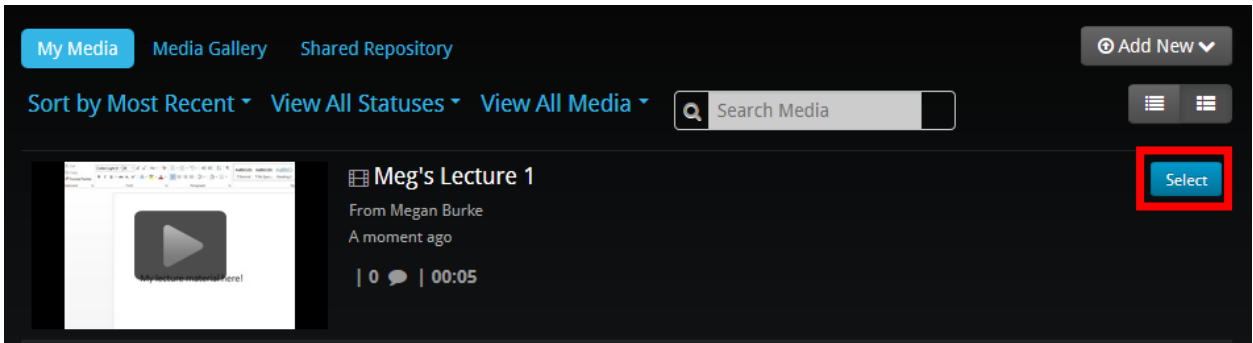 My Media Media Gallery Shared Repository Add New
Sort by Most Recent View All Statuses View All Media Search Media
Meg's Lecture 1 Select
From Megan Burke
A moment ago
| 0 | 00:05
My lecture material here!